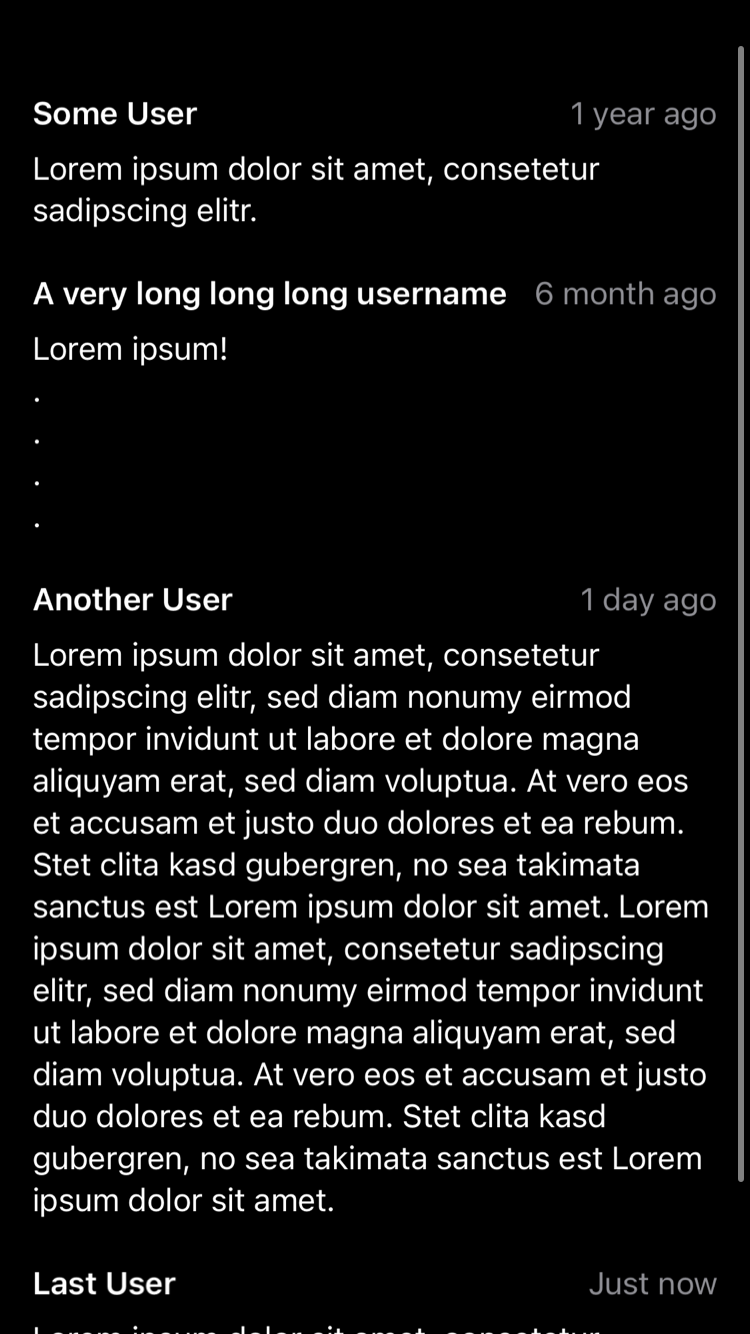 Some User 1 year ago
Lorem ipsum dolor sit amet, consetetur
sadipscing elitr.
A very long long long username 6 month ago
Lorem ipsum!
.
.
.
.
Another User 1 day ago
Lorem ipsum dolor sit amet, consetetur
sadipscing elitr, sed diam nonumy eirmod
tempor invidunt ut labore et dolore magna
aliquyam erat, sed diam voluptua. At vero eos
et accusam et justo duo dolores et ea rebum.
Stet clita kasd gubergren, no sea takimata
sanctus est Lorem ipsum dolor sit amet. Lorem
ipsum dolor sit amet, consetetur sadipscing
elitr, sed diam nonumy eirmod tempor invidunt
ut labore et dolore magna aliquyam erat, sed
diam voluptua. At vero eos et accusam et justo
duo dolores et ea rebum. Stet clita kasd
gubergren, no sea takimata sanctus est Lorem
ipsum dolor sit amet.
Last User Just now